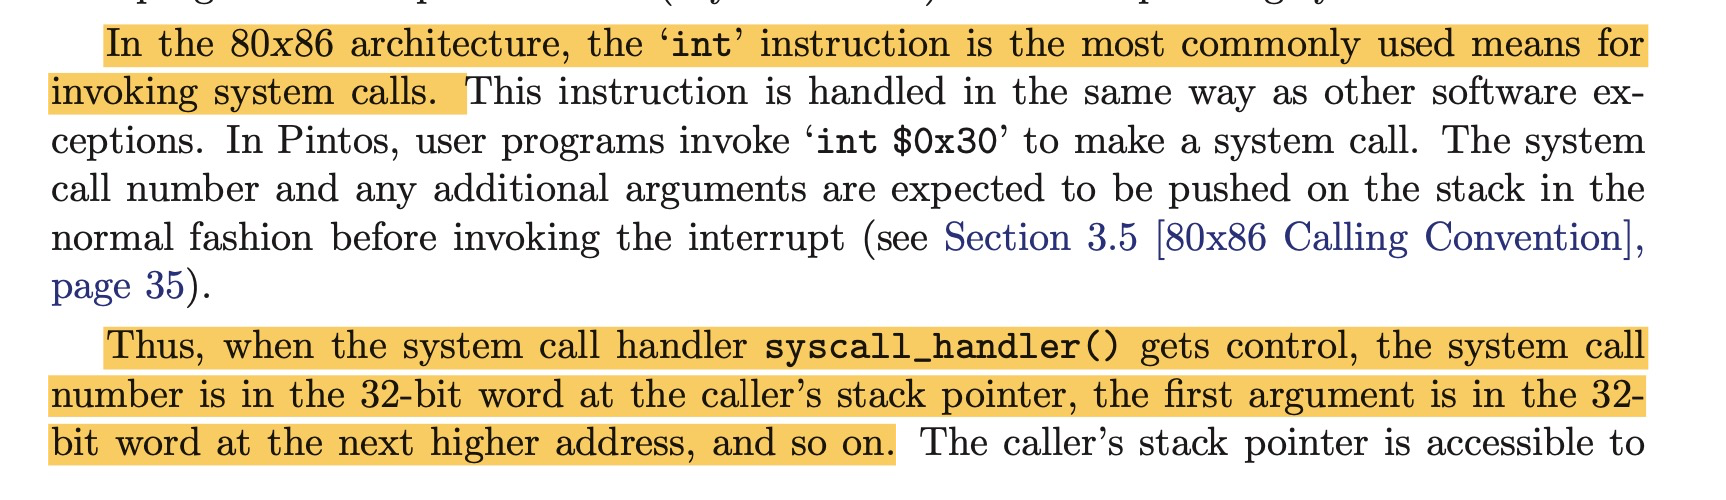 In the 80x86 architecture, the ‘int’ instruction is the most commonly used means for
invoking system calls. This instruction is handled in the same way as other software ex-
ceptions. In Pintos, user programs invoke ‘int $0x30’ to make a system call. The system
call number and any additional arguments are expected to be pushed on the stack in the
normal fashion before invoking the interrupt (see Section 3.5 [80x86 Calling Convention],
page 35).
Thus, when the system call handler syscall_handler() gets control, the system call
number is in the 32-bit word at the caller’s stack pointer, the first argument is in the 32-
bit word at the next higher address, and so on. The caller’s stack pointer is accessible to